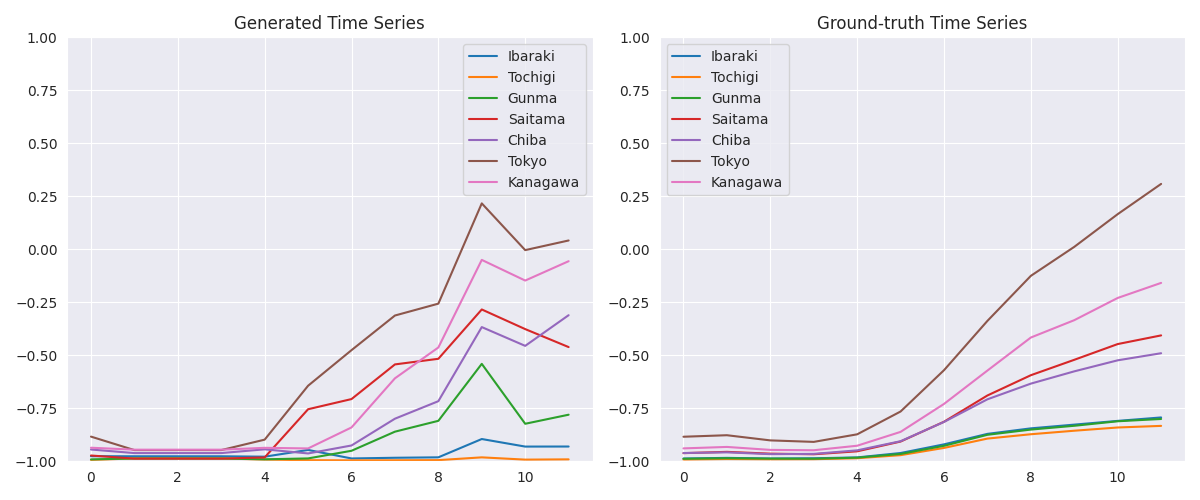 Generated Time Series
1.00
0.75
0.50
0.25
0.00
−0.25
−0.50
−0.75
−1.00
0 2 4 6 8 10
Ibaraki
Tochigi
Gunma
Saitama
Chiba
Tokyo
Kanagawa
Ground-truth Time Series
1.00
0.75
0.50
0.25
0.00
−0.25
−0.50
−0.75
−1.00
0 2 4 6 8 10
Ibaraki
Tochigi
Gunma
Saitama
Chiba
Tokyo
Kanagawa